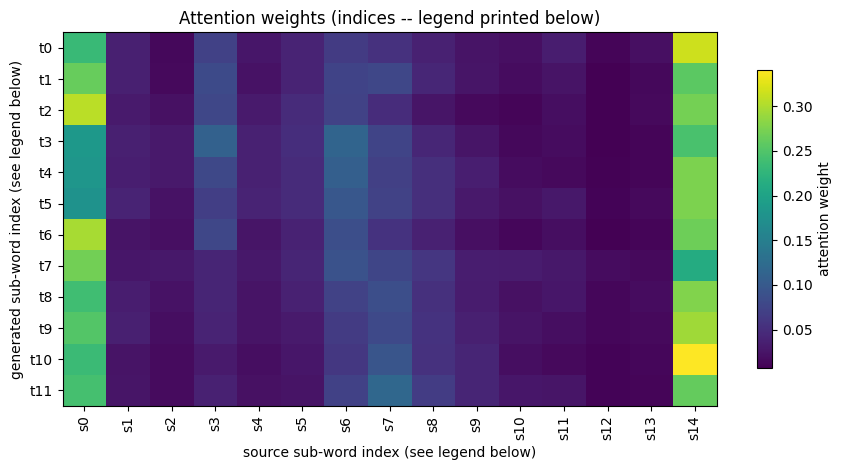 Attention weights (indices -- legend printed below)
generated sub-word index (see legend below)
t0
t1
t2
t3
t4
t5
t6
t7
t8
t9
t10
t11
s0 s1 s2 s3 s4 s5 s6 s7 s8 s9 s10 s11 s12 s13 s14
source sub-word index (see legend below)
0.30
0.25
0.20
0.15
0.10
0.05
attention weight